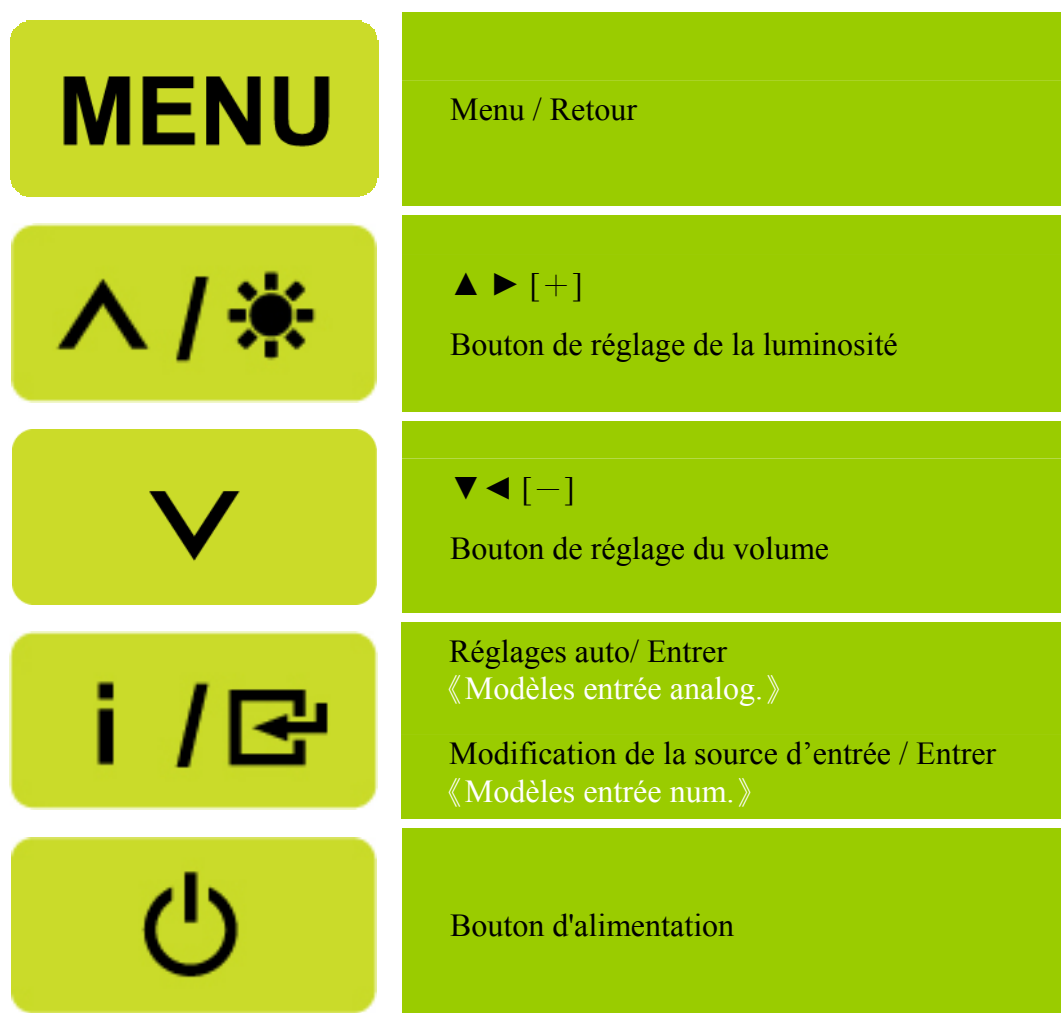 MENU
Menu / Retour
∧ / ☀
▲ ► [+]
Bouton de réglage de la luminosité
∨
▼◄ [−]
Bouton de réglage du volume
i /
Réglages auto/ Entrer
《Modèles entrée analog.》
Modification de la source d’entrée / Entrer
《Modèles entrée num.》
Bouton d'alimentation